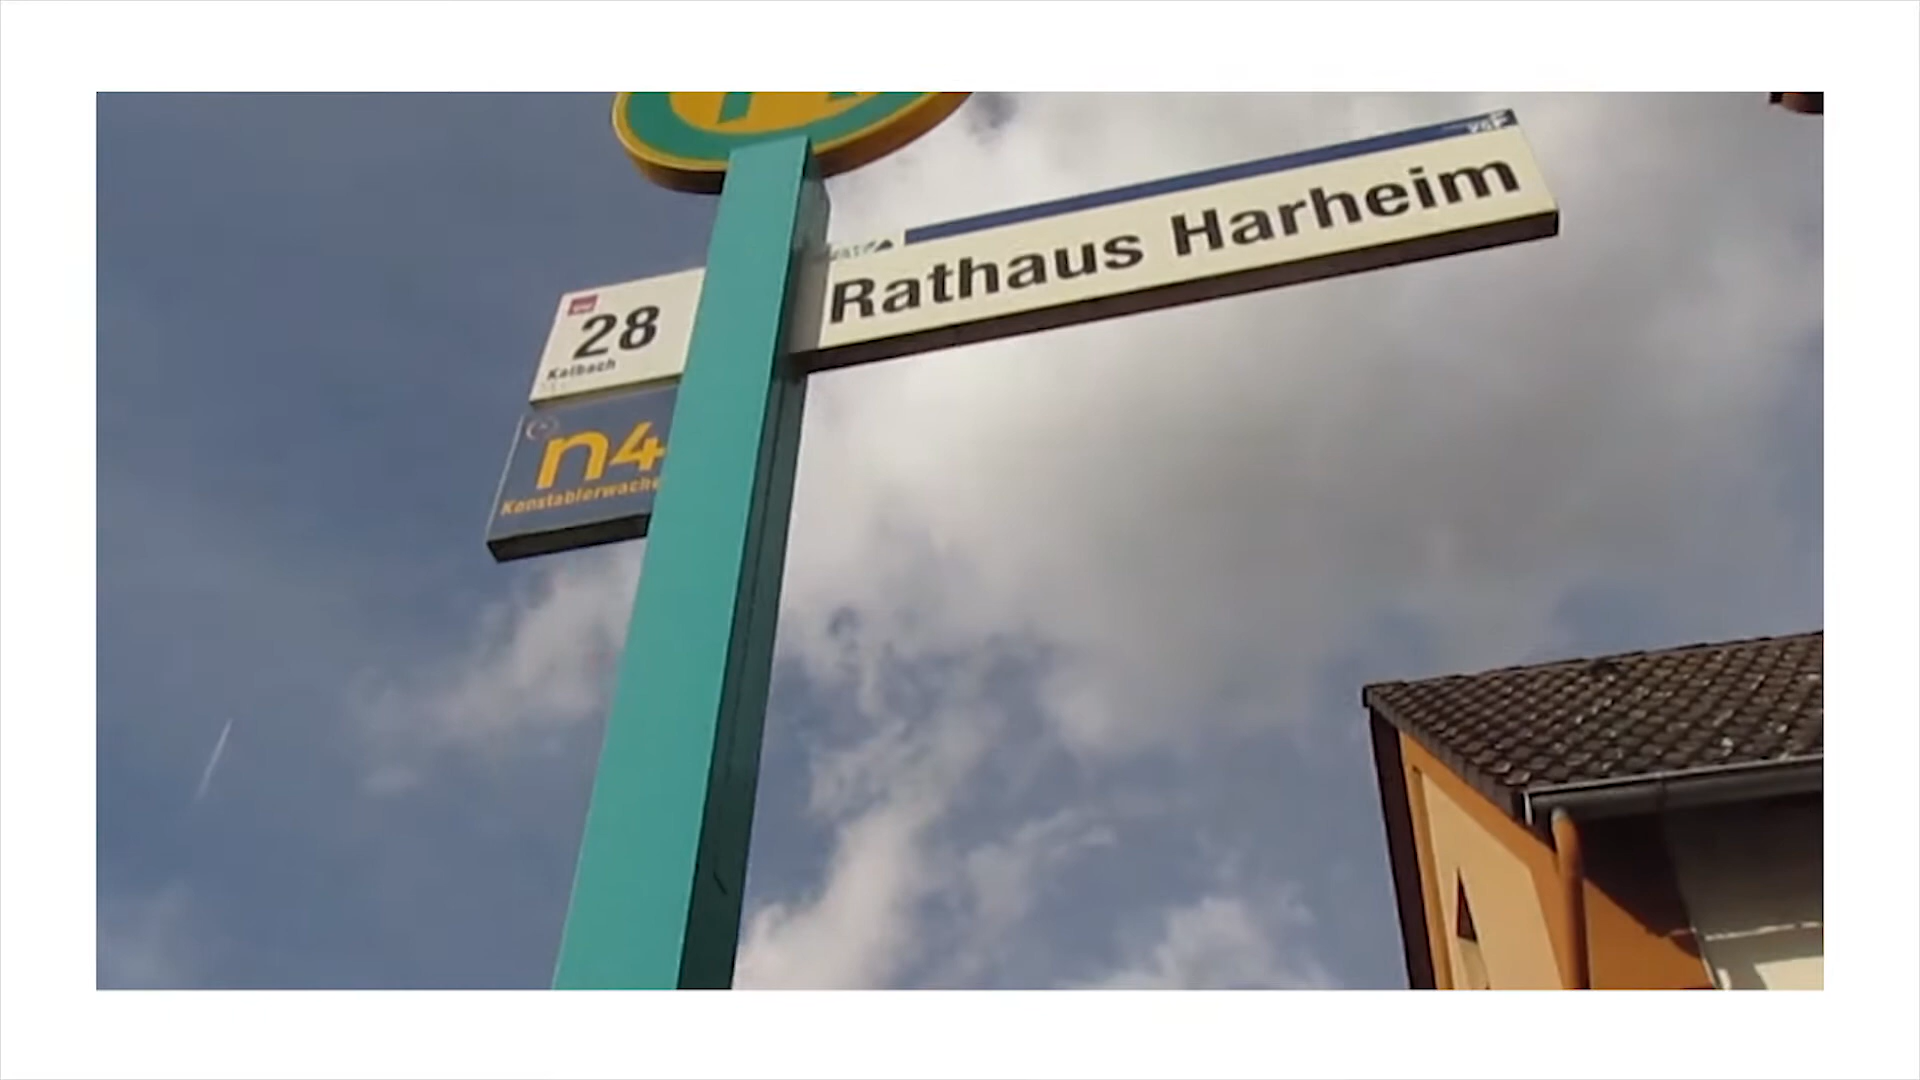 Rathaus Harheim
28
Kalbach
n4
Konstablerwache